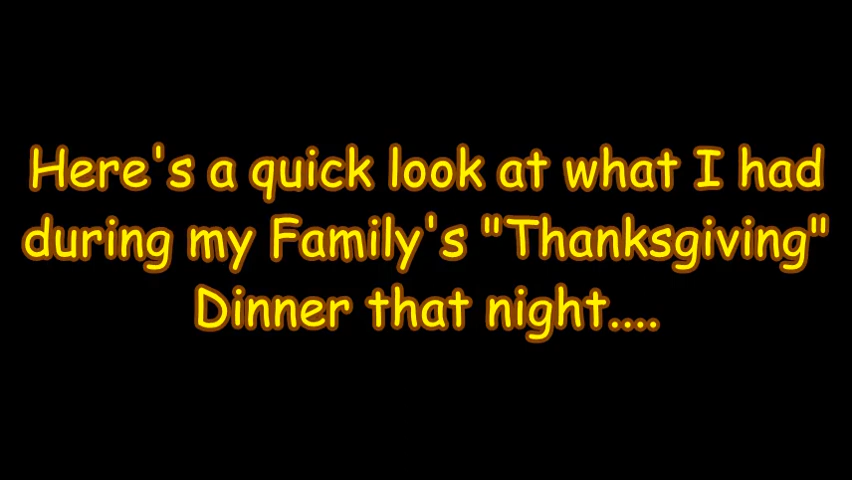 Here's a quick look at what I had
during my Family's "Thanksgiving"
Dinner that night....